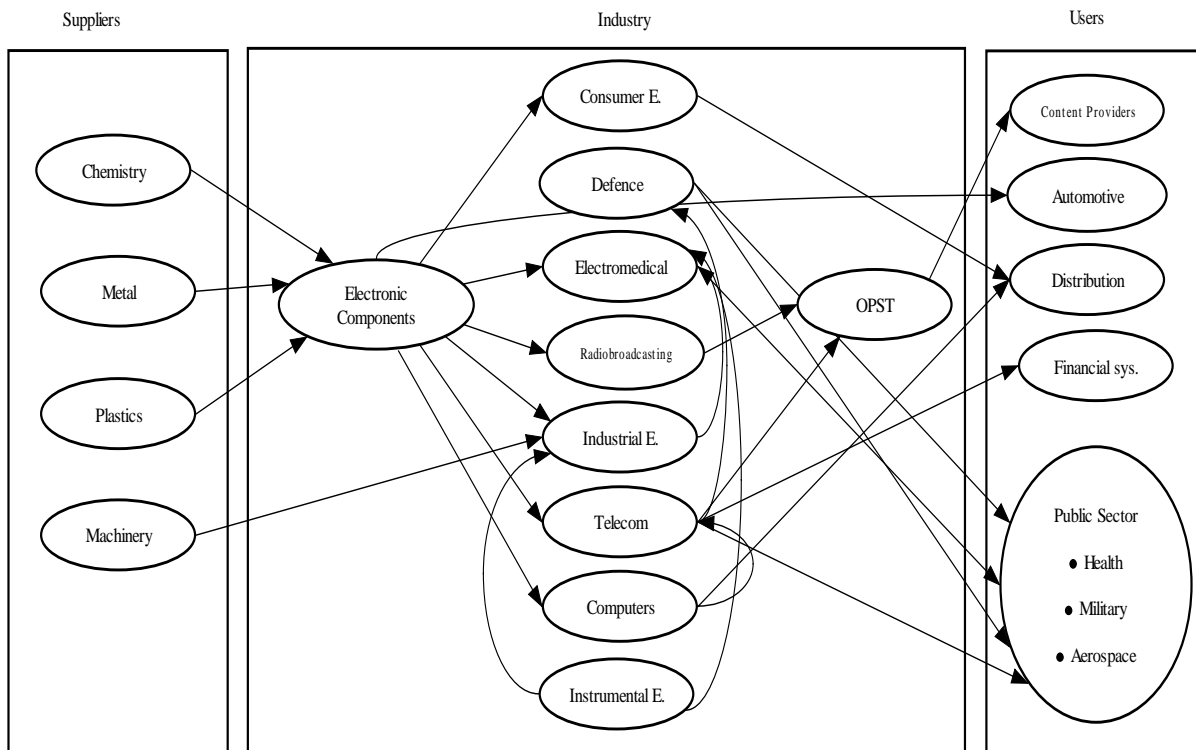 Suppliers
Industry
Users
Chemistry
Metal
Plastics
Machinery
Electronic
Components
Consumer E.
Defence
Electromedical
Radiobroadcasting
Industrial E.
Telecom
Computers
Instrumental E.
OPST
Content Providers
Automotive
Distribution
Financial sys.
Public Sector
● Health
● Military
● Aerospace